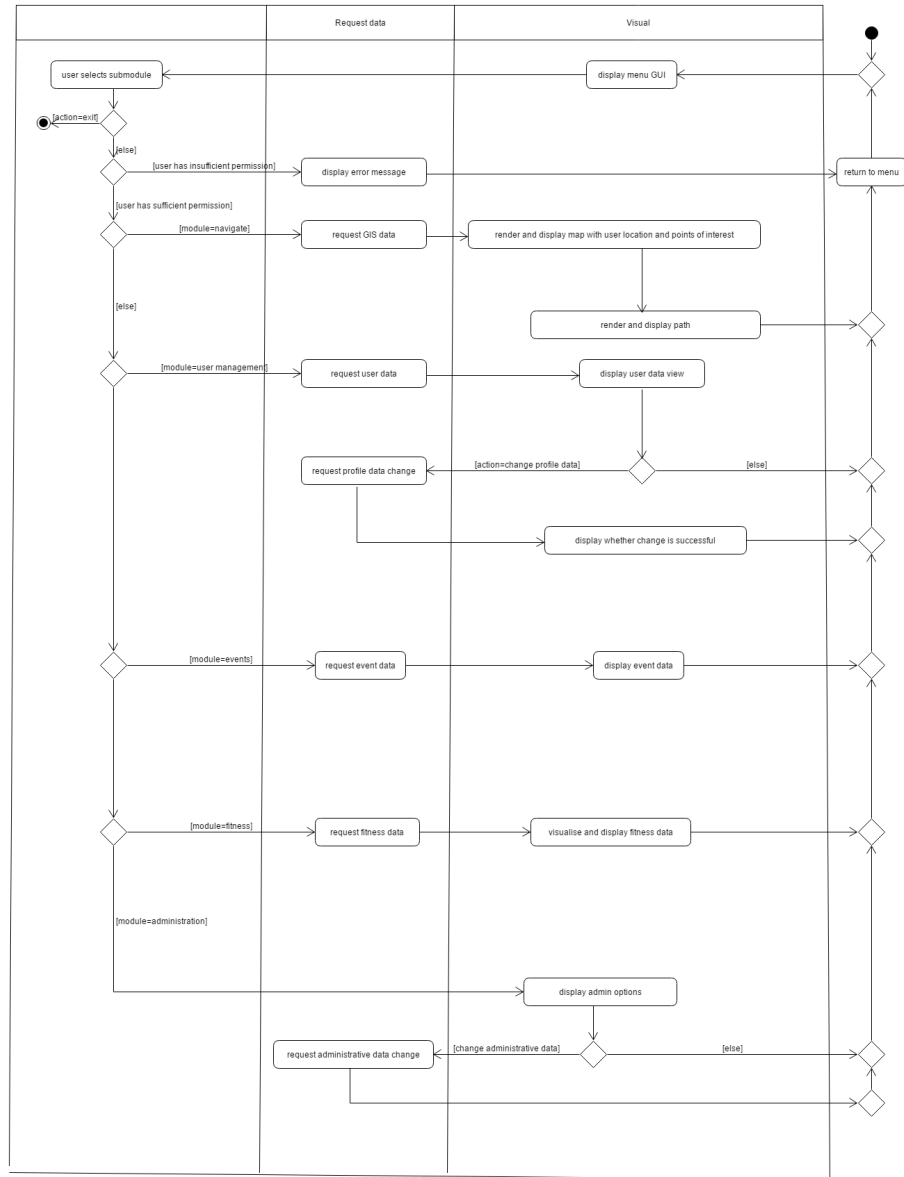 Request data
Visual
user selects submodule
display menu GUI
[action=exit]
[else]
[user has insufficient permission]
display error message
return to menu
[user has sufficient permission]
[module=navigate]
request GIS data
render and display map with user location and points of interest
[else]
render and display path
[module=user management]
request user data
display user data view
request profile data change
[action=change profile data]
[else]
display whether change is successful
[module=events]
request event data
display event data
[module=fitness]
request fitness data
visualise and display fitness data
[module=administration]
display admin options
request administrative data change
[change administrative data]
[else]